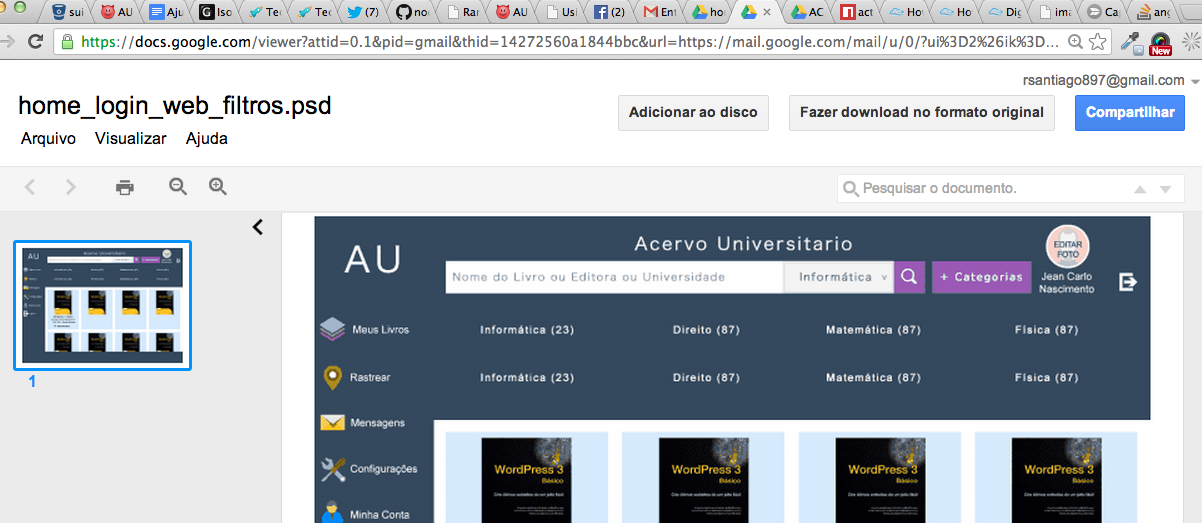 sui
AU
Aju
Iso
Tec
Tec
(7)
noc
Rar
AU
Usi
(2)
Ent
ho
AC
act
Ho
Ho
Dig
ima
Ca
ang
https://docs.google.com/viewer?attid=0.1&pid=gmail&thid=14272560a1844bbc&url=https://mail.google.com/mail/u/0/?ui%3D2%26ik%3D...
New
rsantiago897@gmail.com
home_login_web_filtros.psd
Adicionar ao disco
Fazer download no formato original
Compartilhar
Arquivo Visualizar Ajuda
Pesquisar o documento.
1
AU
Acervo Universitario
EDITAR
FOTO
Nome do Livro ou Editora ou Universidade
Informática
+ Categorias
Jean Carlo
Nascimento
Meus Livros Informática (23) Direito (87) Matemática (87) Física (87)
Rastrear Informática (23) Direito (87) Matemática (87) Física (87)
Mensagens
Configurações
Minha Conta
WordPress 3 WordPress 3 WordPress 3 WordPress 3
Básico Básico Básico Básico